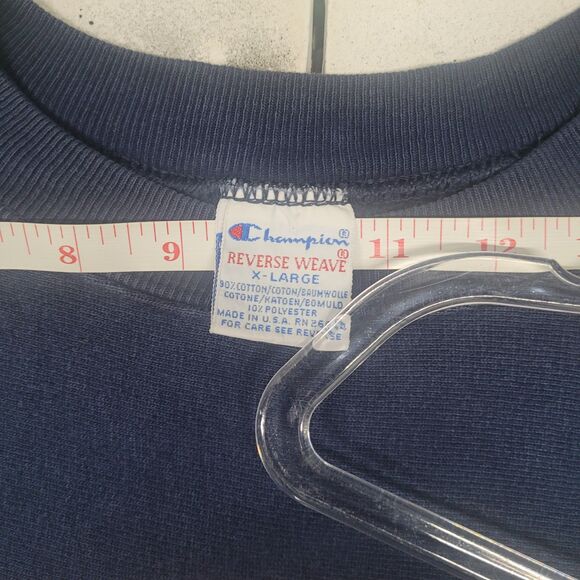 8 9 11 12
Champion®
REVERSE WEAVE®
X-LARGE
90% COTTON/COTON/BAUMWOLLE
COTONE/KATOEN/BOMULD
10% POLYESTER
MADE IN U.S.A. RN
FOR CARE SEE REVERSE